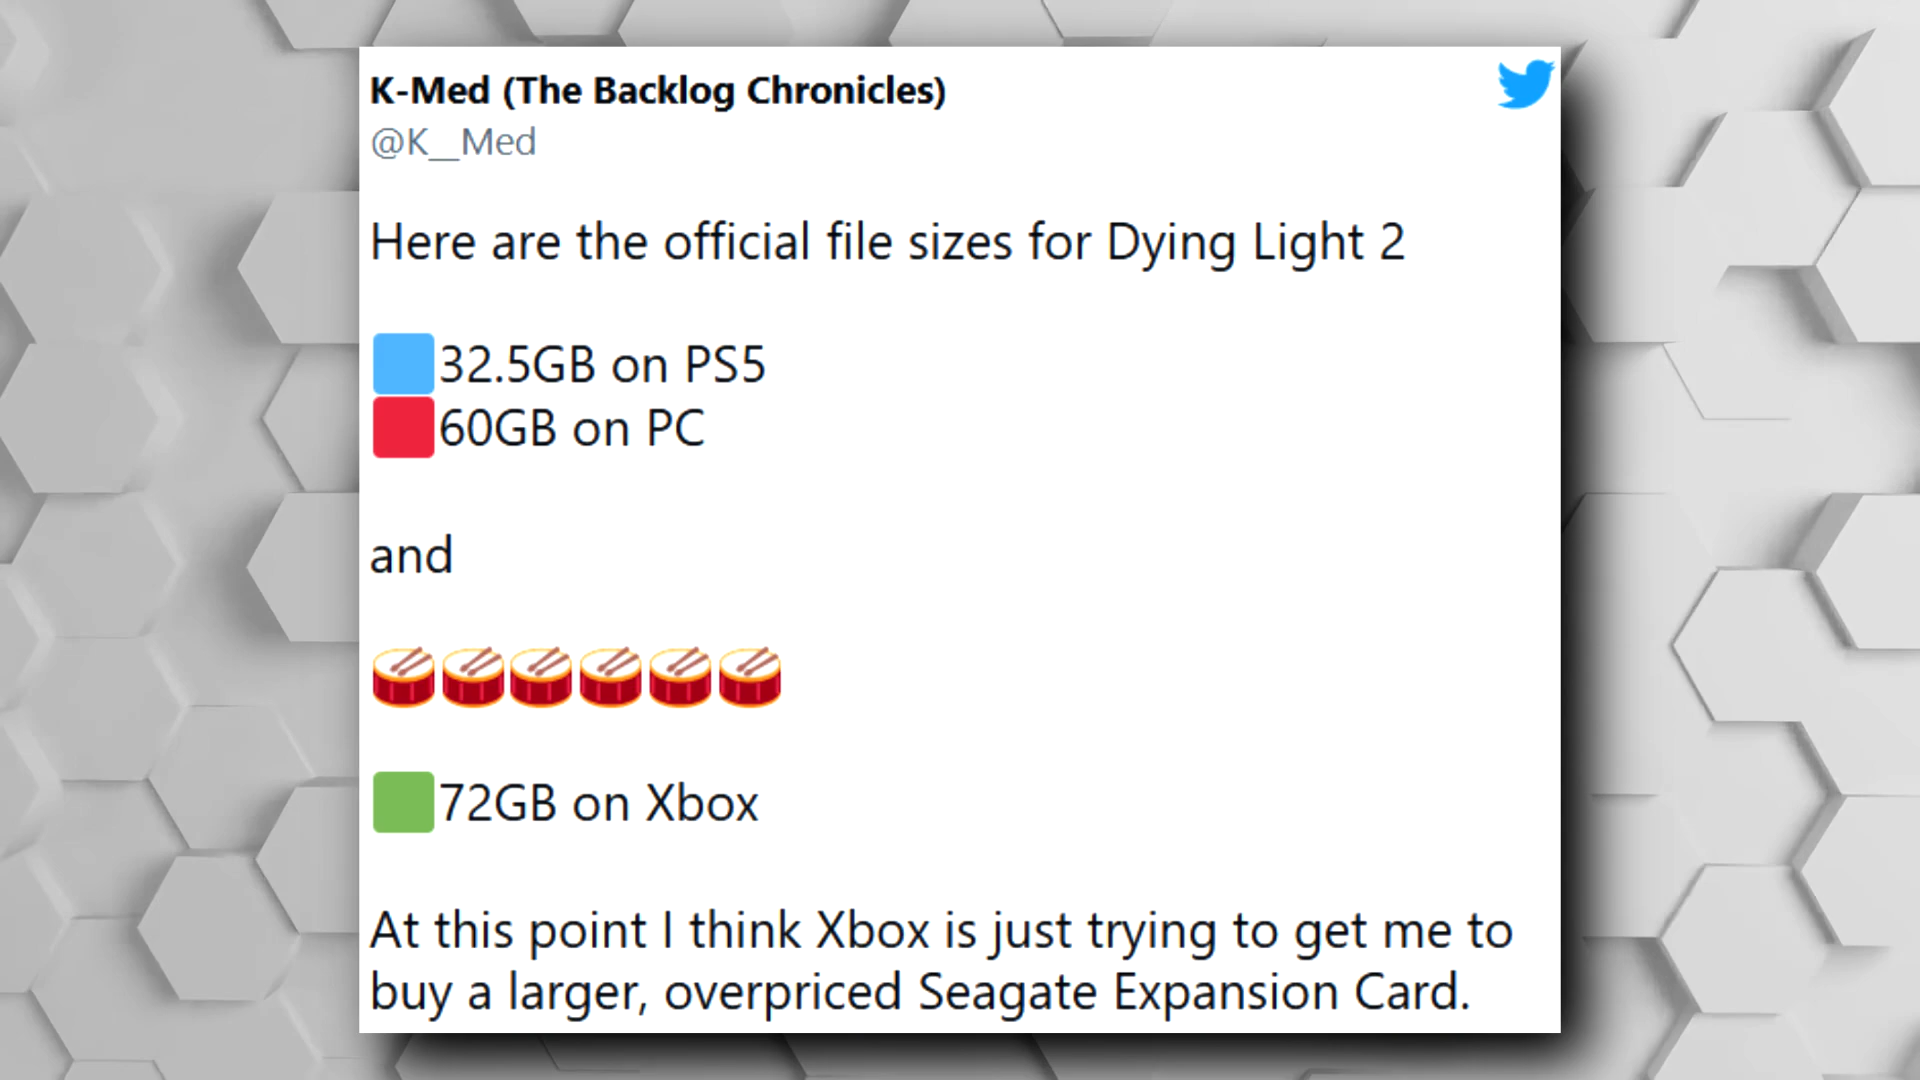 K-Med (The Backlog Chronicles)
@K__Med
Here are the official file sizes for Dying Light 2
🟦32.5GB on PS5
🟥60GB on PC
and
🥁🥁🥁🥁🥁🥁
🟩72GB on Xbox
At this point I think Xbox is just trying to get me to
buy a larger, overpriced Seagate Expansion Card.